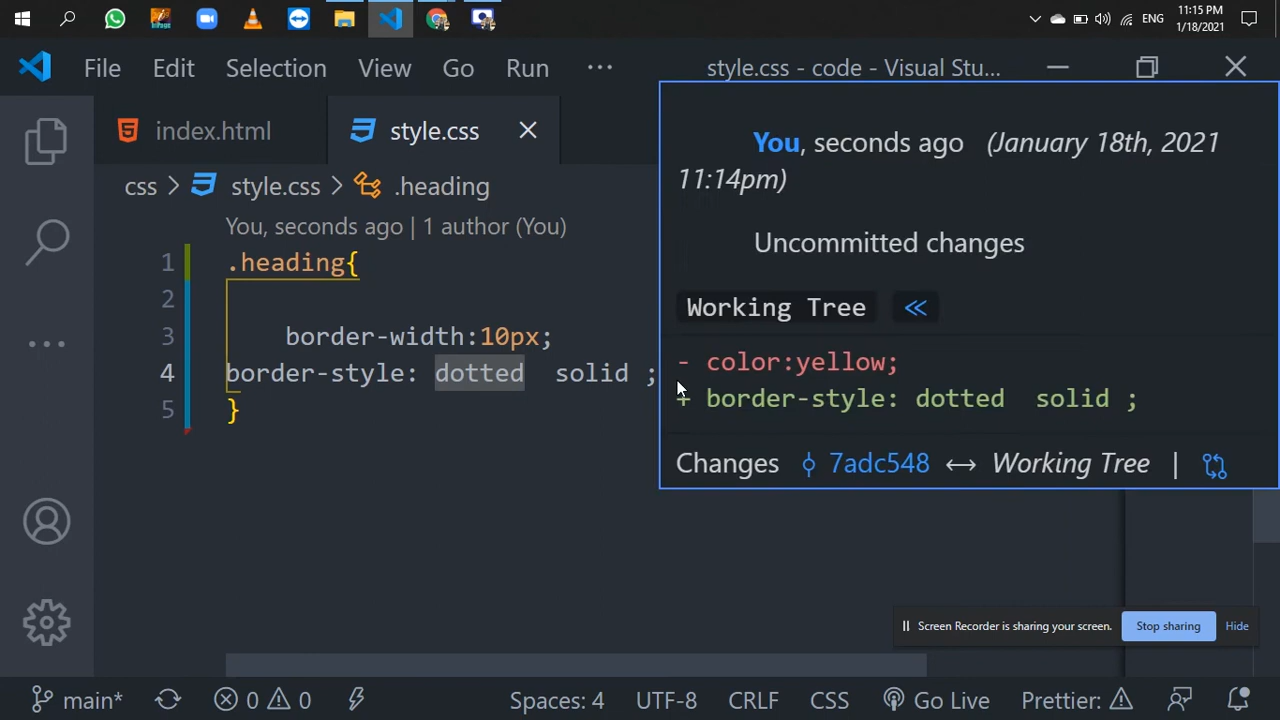 11:15 PM
ENG
1/18/2021
File Edit Selection View Go Run ···
style.css - code - Visual Stu...
index.html
style.css
css > style.css > .heading
You, seconds ago | 1 author (You)
1 .heading{
2
3 border-width:10px;
4 border-style: dotted  solid ;
5 }
You, seconds ago (January 18th, 2021
11:14pm)
Uncommitted changes
Working Tree
- color:yellow;
+ border-style: dotted  solid ;
Changes 7adc548 ↔ Working Tree |
Screen Recorder is sharing your screen. Stop sharing Hide
main* 0 0 Spaces: 4 UTF-8 CRLF CSS Go Live Prettier: